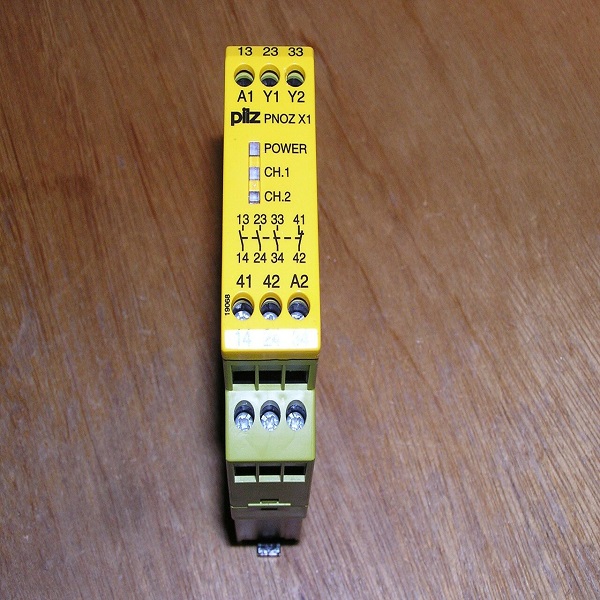 13 23 33
A1 Y1 Y2
pilz PNOZ X1
POWER
CH.1
CH.2
13 23 33 41
14 24 34 42
41 42 A2
19068
14 24